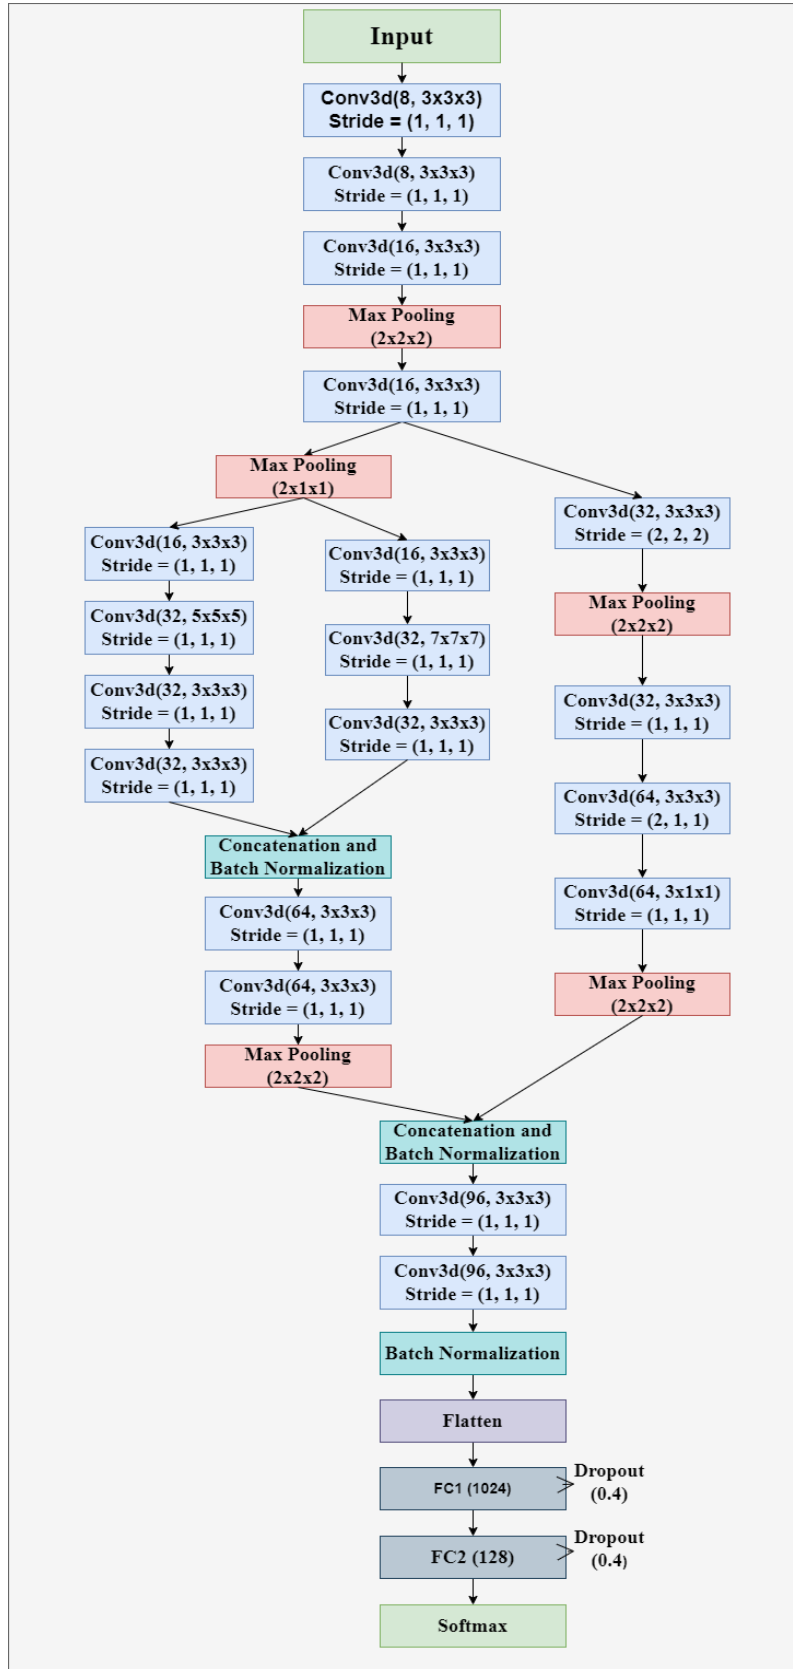 Input
Conv3d(8, 3x3x3)
Stride = (1, 1, 1)
Conv3d(8, 3x3x3)
Stride = (1, 1, 1)
Conv3d(16, 3x3x3)
Stride = (1, 1, 1)
Max Pooling
(2x2x2)
Conv3d(16, 3x3x3)
Stride = (1, 1, 1)
Max Pooling
(2x1x1)
Conv3d(16, 3x3x3)
Stride = (1, 1, 1)
Conv3d(32, 5x5x5)
Stride = (1, 1, 1)
Conv3d(32, 3x3x3)
Stride = (1, 1, 1)
Conv3d(32, 3x3x3)
Stride = (1, 1, 1)
Conv3d(16, 3x3x3)
Stride = (1, 1, 1)
Conv3d(32, 7x7x7)
Stride = (1, 1, 1)
Conv3d(32, 3x3x3)
Stride = (1, 1, 1)
Concatenation and
Batch Normalization
Conv3d(64, 3x3x3)
Stride = (1, 1, 1)
Conv3d(64, 3x3x3)
Stride = (1, 1, 1)
Max Pooling
(2x2x2)
Conv3d(32, 3x3x3)
Stride = (2, 2, 2)
Max Pooling
(2x2x2)
Conv3d(32, 3x3x3)
Stride = (1, 1, 1)
Conv3d(64, 3x3x3)
Stride = (2, 1, 1)
Conv3d(64, 3x1x1)
Stride = (1, 1, 1)
Max Pooling
(2x2x2)
Concatenation and
Batch Normalization
Conv3d(96, 3x3x3)
Stride = (1, 1, 1)
Conv3d(96, 3x3x3)
Stride = (1, 1, 1)
Batch Normalization
Flatten
FC1 (1024)
Dropout
(0.4)
FC2 (128)
Dropout
(0.4)
Softmax